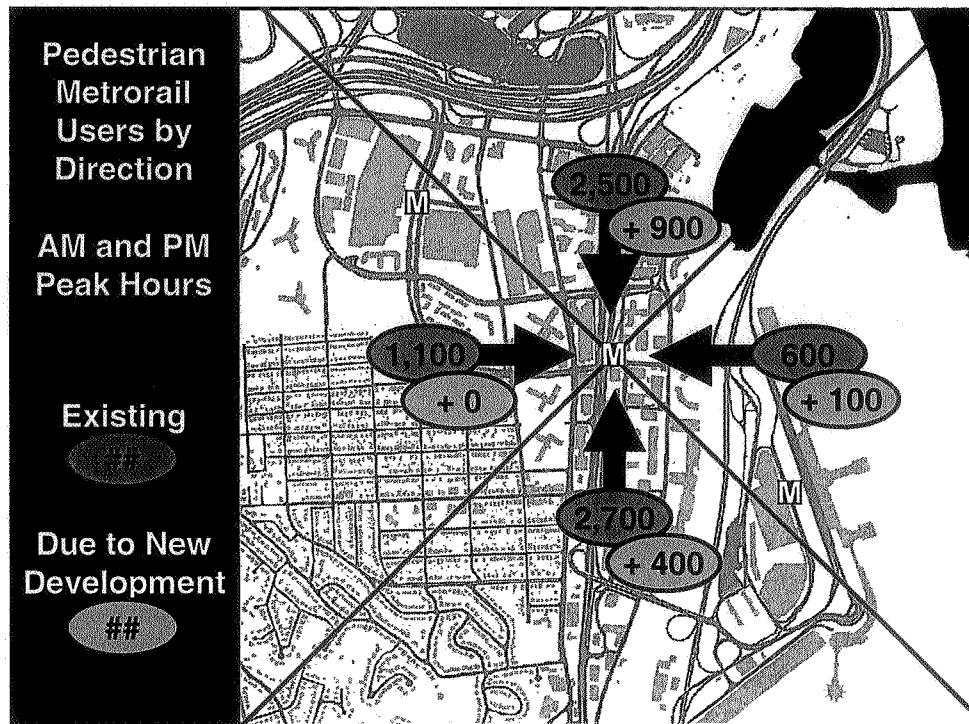 Pedestrian
Metrorail
Users by
Direction
AM and PM
Peak Hours
Existing
##
Due to New
Development
##
2,500
+ 900
M
1,100
+ 0
M
600
+ 100
M
2,700
+ 400